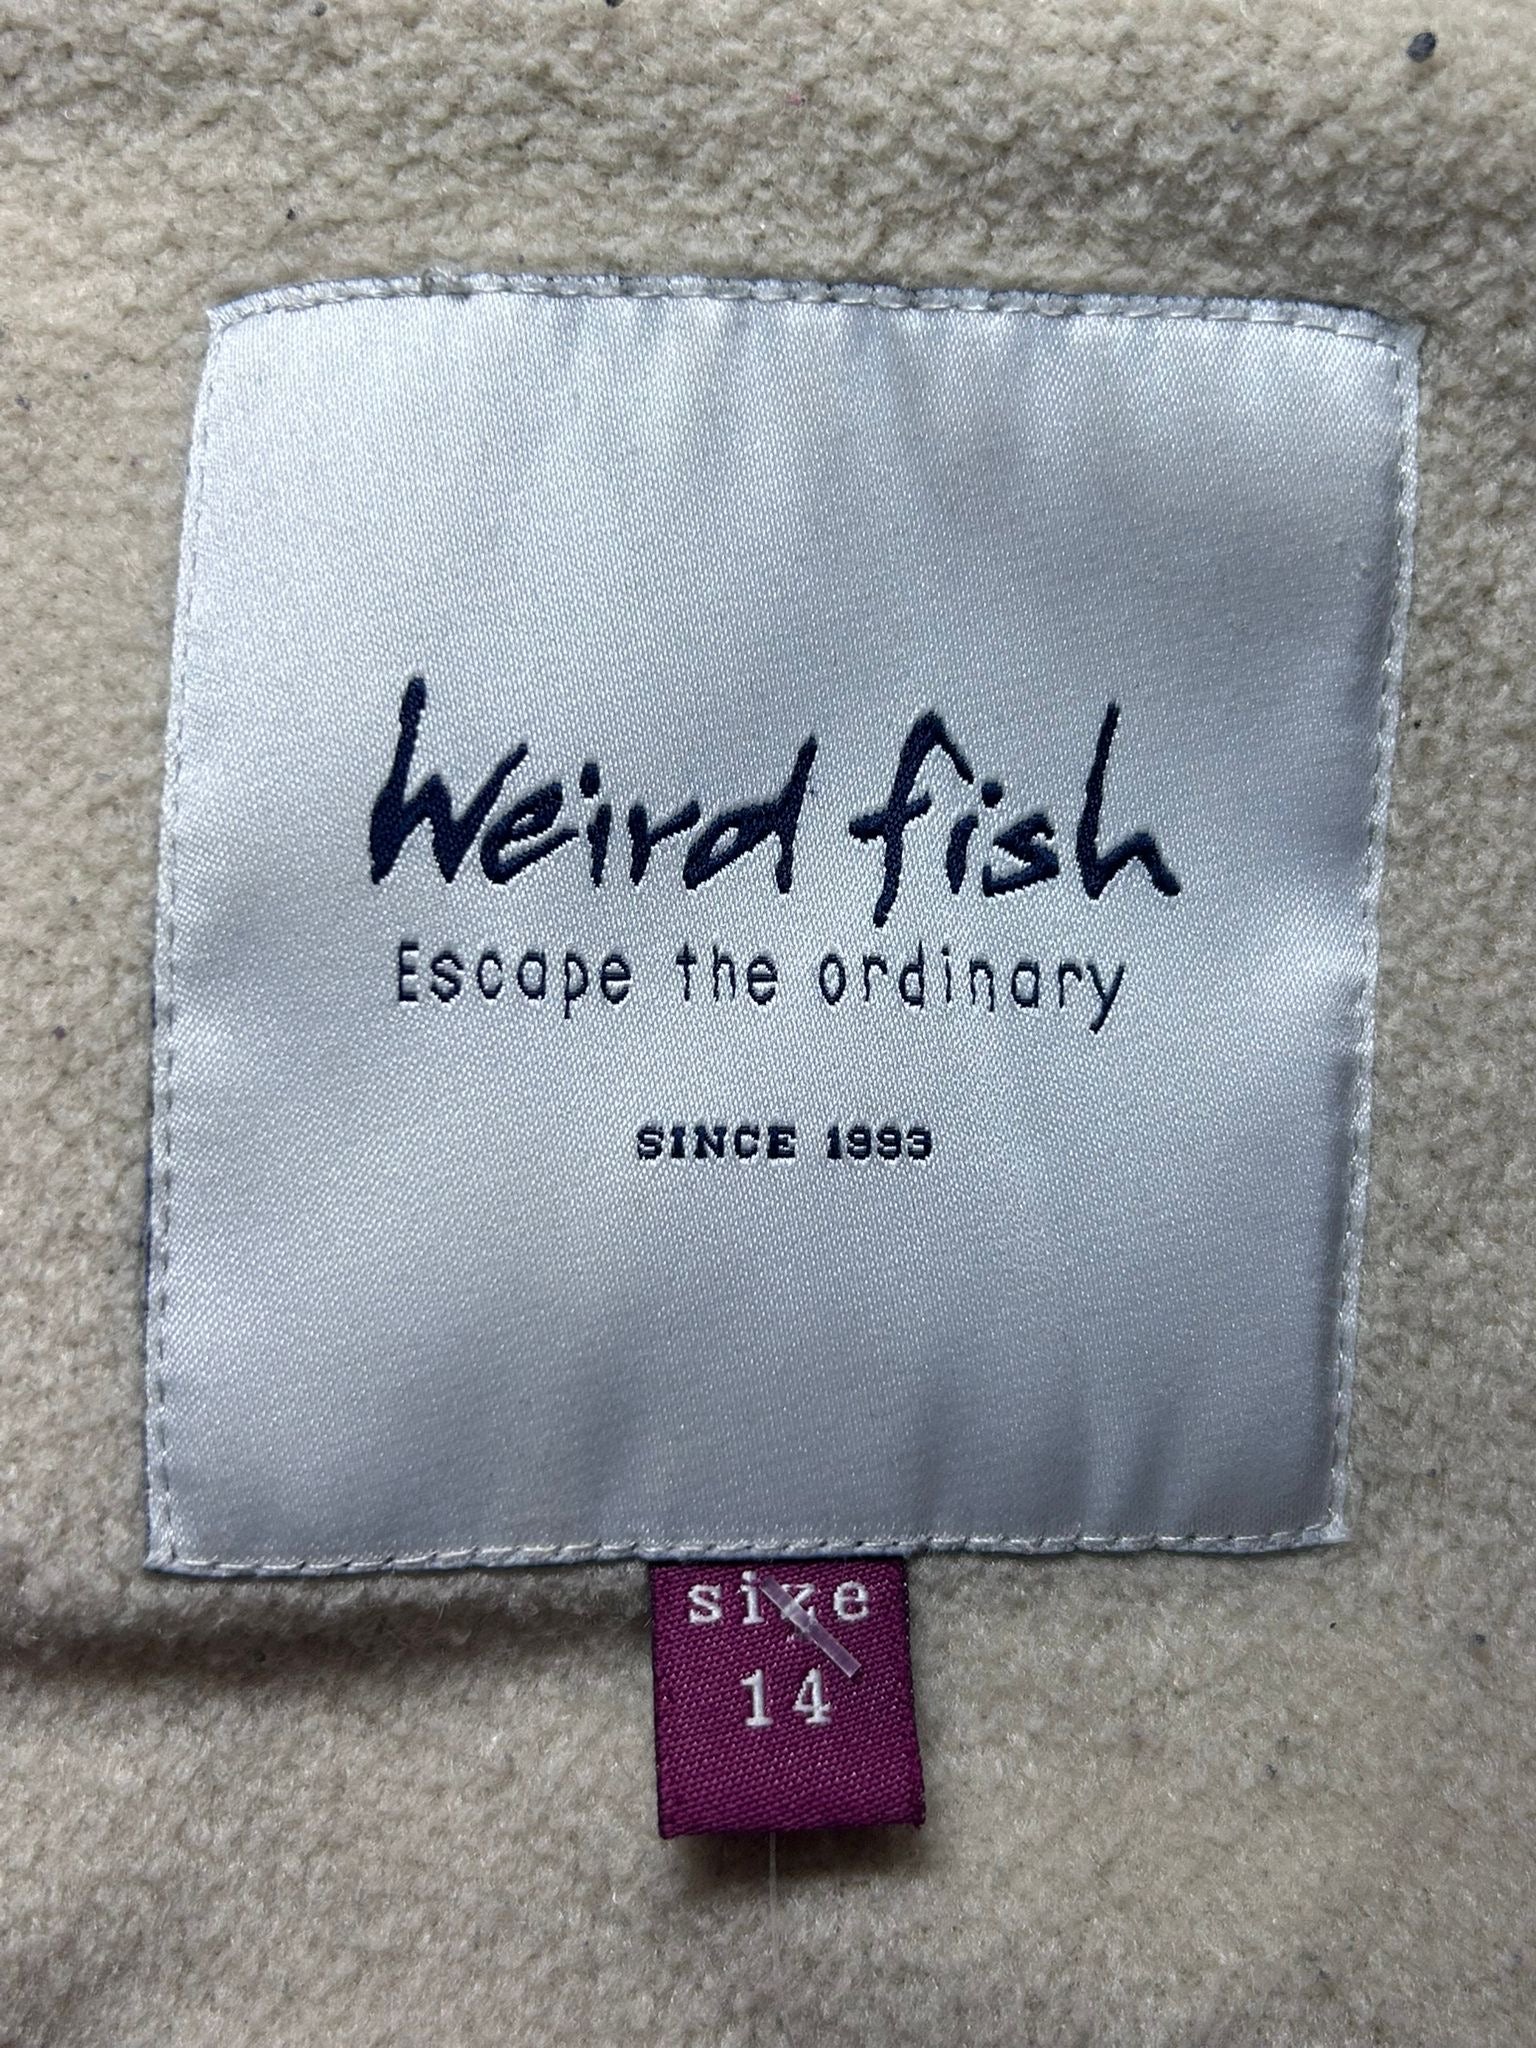 Weird fish
Escape the ordinary
SINCE 1993
size
14